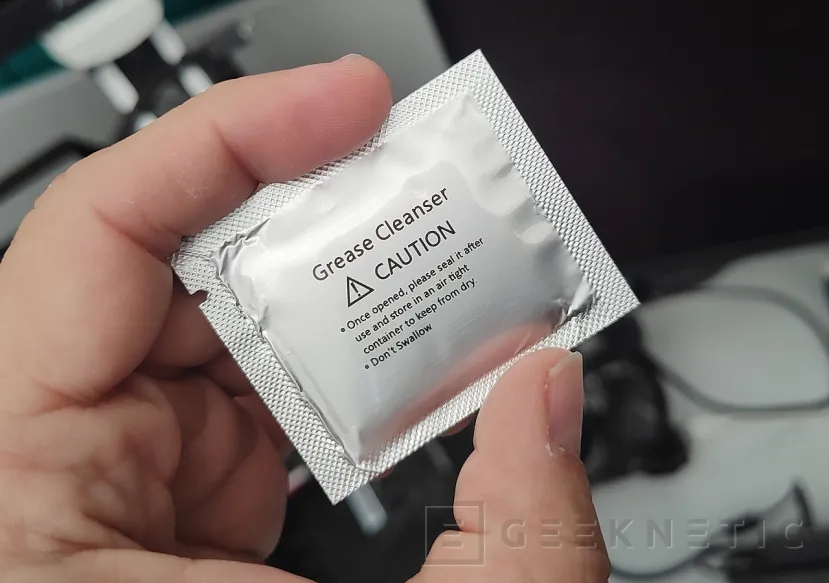 Grease Cleanser
CAUTION
• Once opened, please seal it after
use and store in an air tight
container to keep from dry.
• Don't Swallow
GEEKNETIC